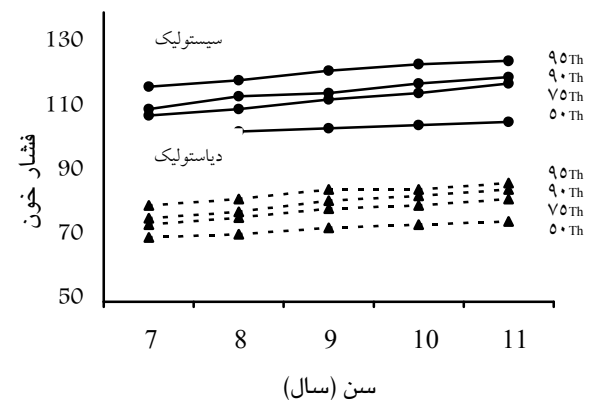 130
سیستولیک
۹۵Th
۹۰Th
۷۵Th
۵۰Th
110
90
دیاستولیک
۹۵Th
۹۰Th
۷۵Th
۵۰Th
70
50
فشار خون
7 8 9 10 11
سن (سال)